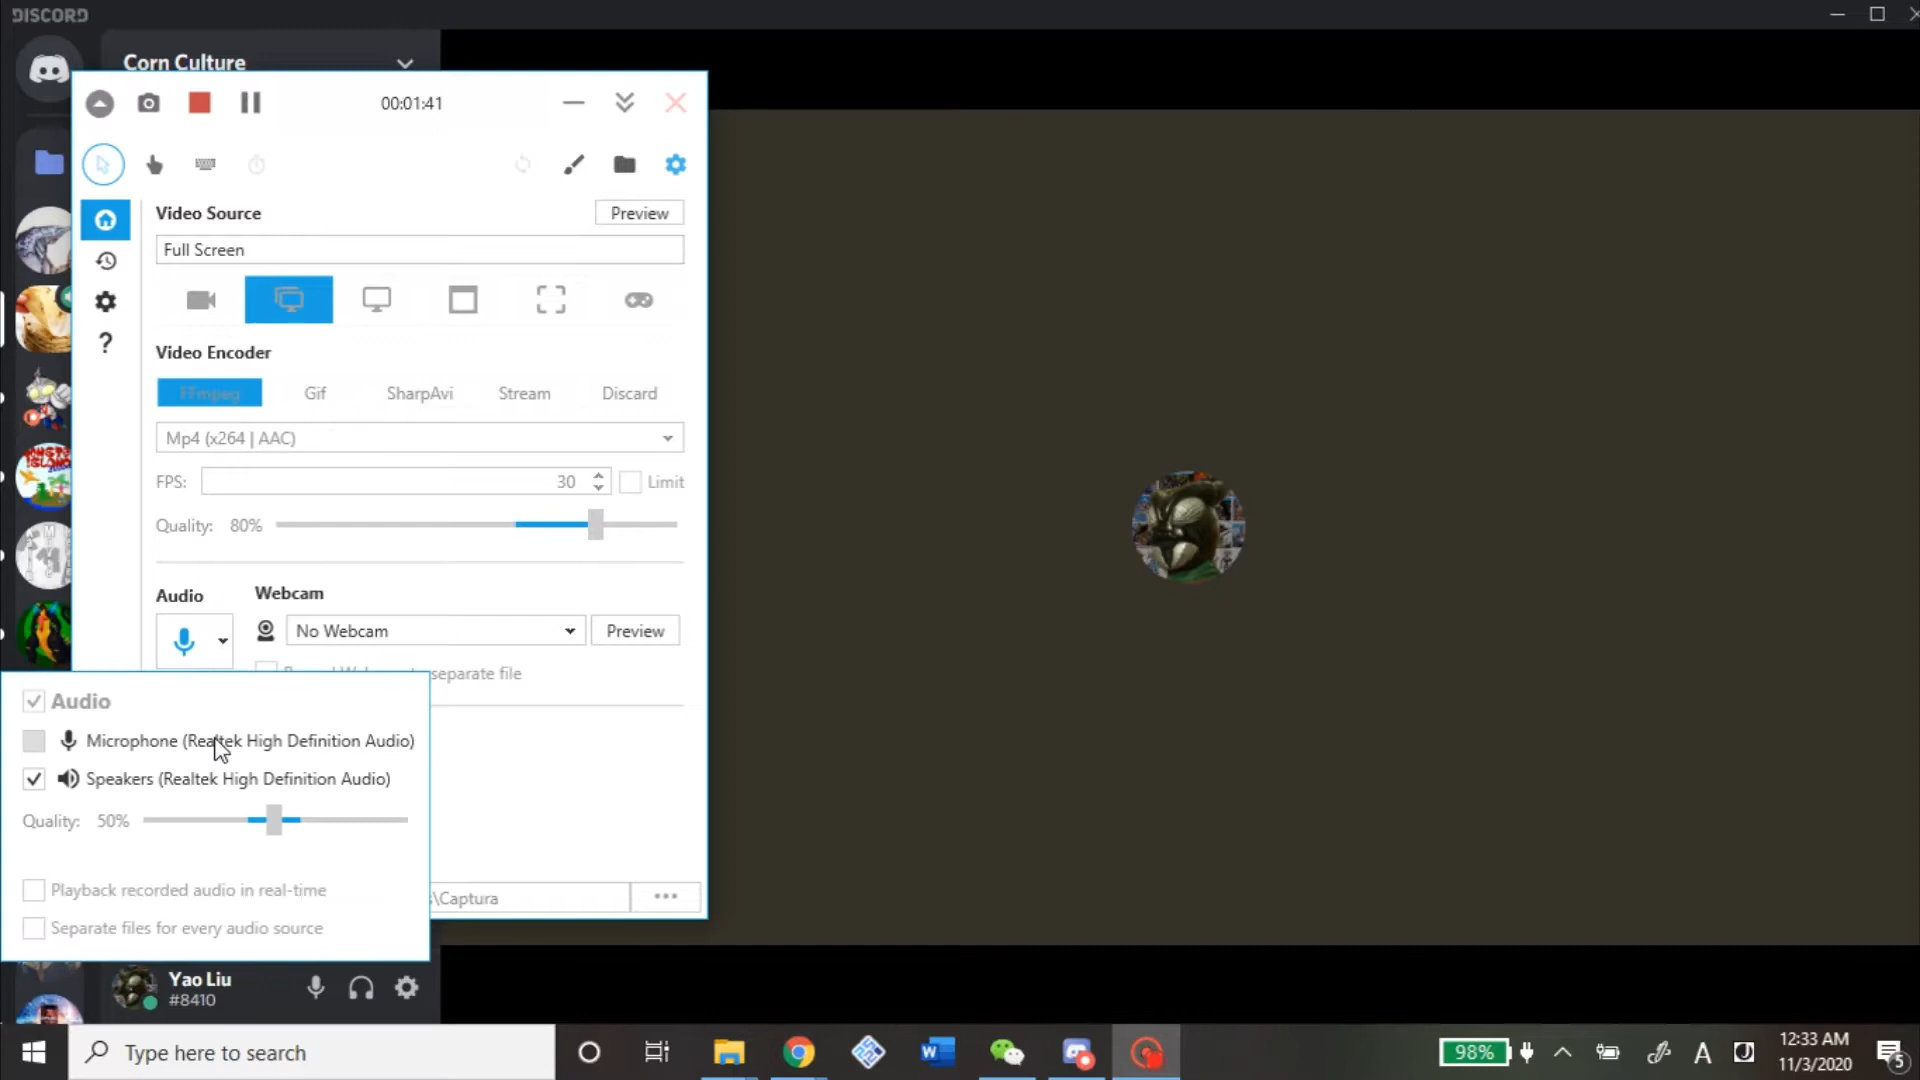 DISCORD
Corn Culture
00:01:41
Video Source
Preview
Full Screen
Video Encoder
FFmpeg
Gif
SharpAvi
Stream
Discard
Mp4 (x264 | AAC)
FPS:
30
Limit
Quality:
80%
Audio
Webcam
No Webcam
Preview
separate file
Audio
Microphone (Realtek High Definition Audio)
Speakers (Realtek High Definition Audio)
Quality:
50%
Playback recorded audio in real-time
Separate files for every audio source
\Captura
Yao Liu
#8410
Type here to search
98%
A
12:33 AM
11/3/2020
5